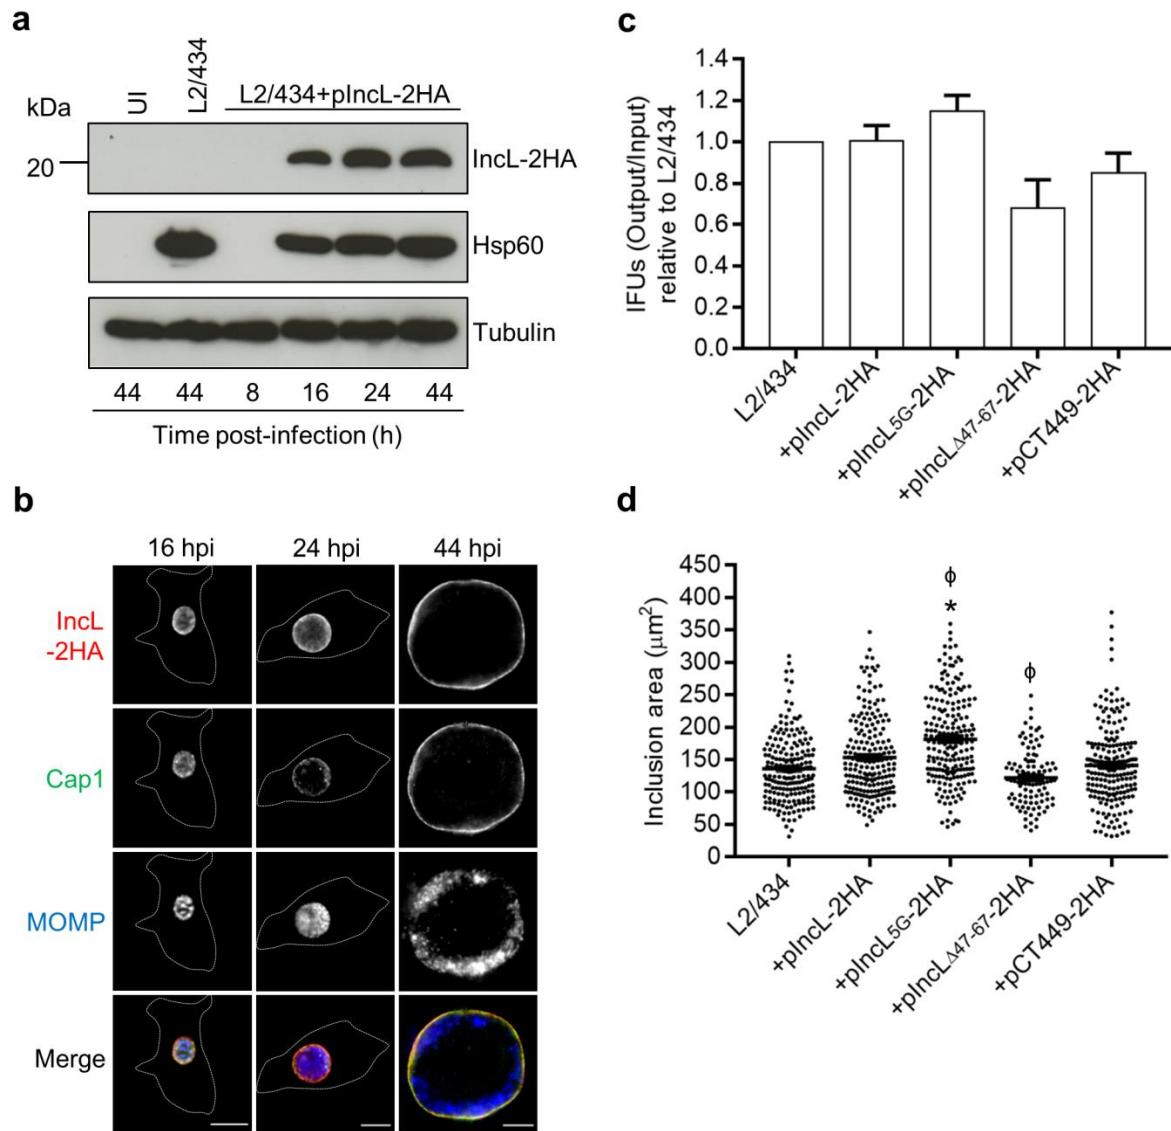 a
kDa
UI
L2/434
L2/434+pIncL-2HA
20
IncL-2HA
Hsp60
Tubulin
44 44 8 16 24 44
Time post-infection (h)
b
16 hpi 24 hpi 44 hpi
IncL
-2HA
Cap1
MOMP
Merge
c
IFUs (Output/Input)
relative to L2/434
1.4
1.2
1.0
0.8
0.6
0.4
0.2
0.0
L2/434
+pIncL-2HA
+pIncL5G-2HA
+pIncLΔ47-67-2HA
+pCT449-2HA
d
Inclusion area (μm²)
450
400
350
300
250
200
150
100
50
0
ϕ
*
ϕ
L2/434
+pIncL-2HA
+pIncL5G-2HA
+pIncLΔ47-67-2HA
+pCT449-2HA